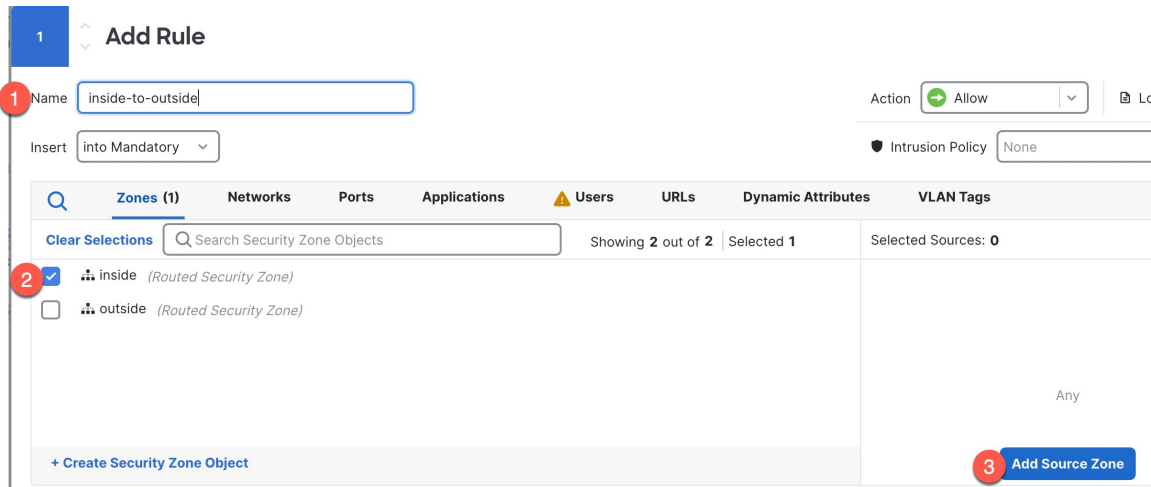 1 Add Rule
1 Name inside-to-outside Action Allow Lo
Insert into Mandatory Intrusion Policy None
Zones (1) Networks Ports Applications Users URLs Dynamic Attributes VLAN Tags
Clear Selections Search Security Zone Objects Showing 2 out of 2 Selected 1 Selected Sources: 0
2 inside (Routed Security Zone)
outside (Routed Security Zone)
Any
+ Create Security Zone Object 3 Add Source Zone